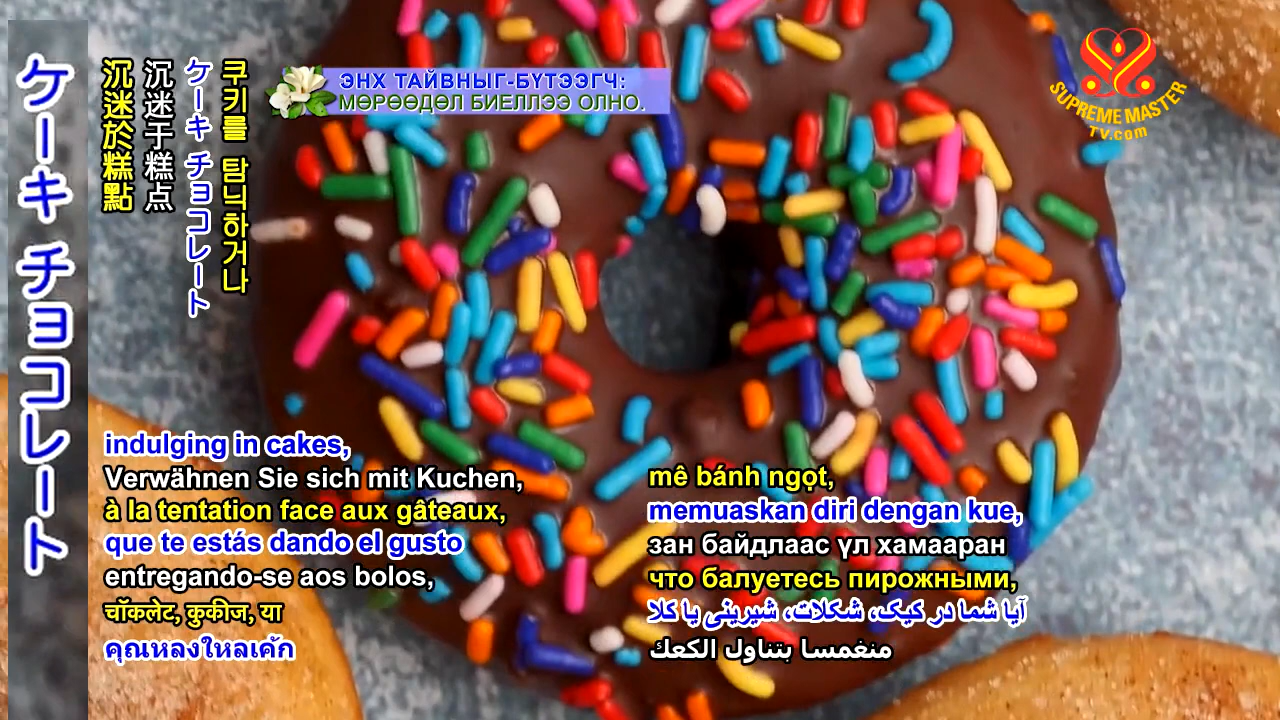 ケーキ チョコレート
沉迷於糕點
沉迷于糕点
ケーキ チョコレート
쿠키를 탐닉하거나
ЭНХ ТАЙВНЫГ-БҮТЭЭГЧ:
МӨРӨӨДӨЛ БИЕЛЛЭЭ ОЛНО.
SUPREME MASTER
TV.com
indulging in cakes,
Verwähnen Sie sich mit Kuchen,
à la tentation face aux gâteaux,
que te estás dando el gusto
entregando-se aos bolos,
चॉकलेट, कुकीज, या
คุณหลงใหลเค้ก
mê bánh ngọt,
memuaskan diri dengan kue,
зан байдлаас үл хамааран
что балуетесь пирожными,
آیا شما در کیک، شکلات، شیرینی یا کلا
منغمسا بتناول الكعك